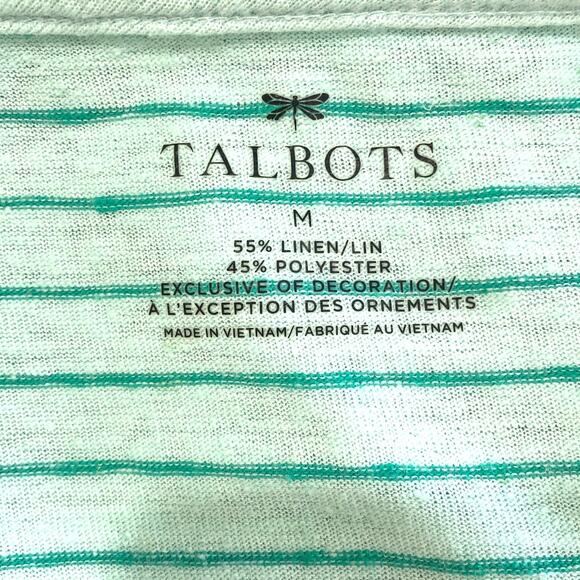 TALBOTS
M
55% LINEN/LIN
45% POLYESTER
EXCLUSIVE OF DECORATION/
À L'EXCEPTION DES ORNEMENTS
MADE IN VIETNAM/FABRIQUÉ AU VIETNAM